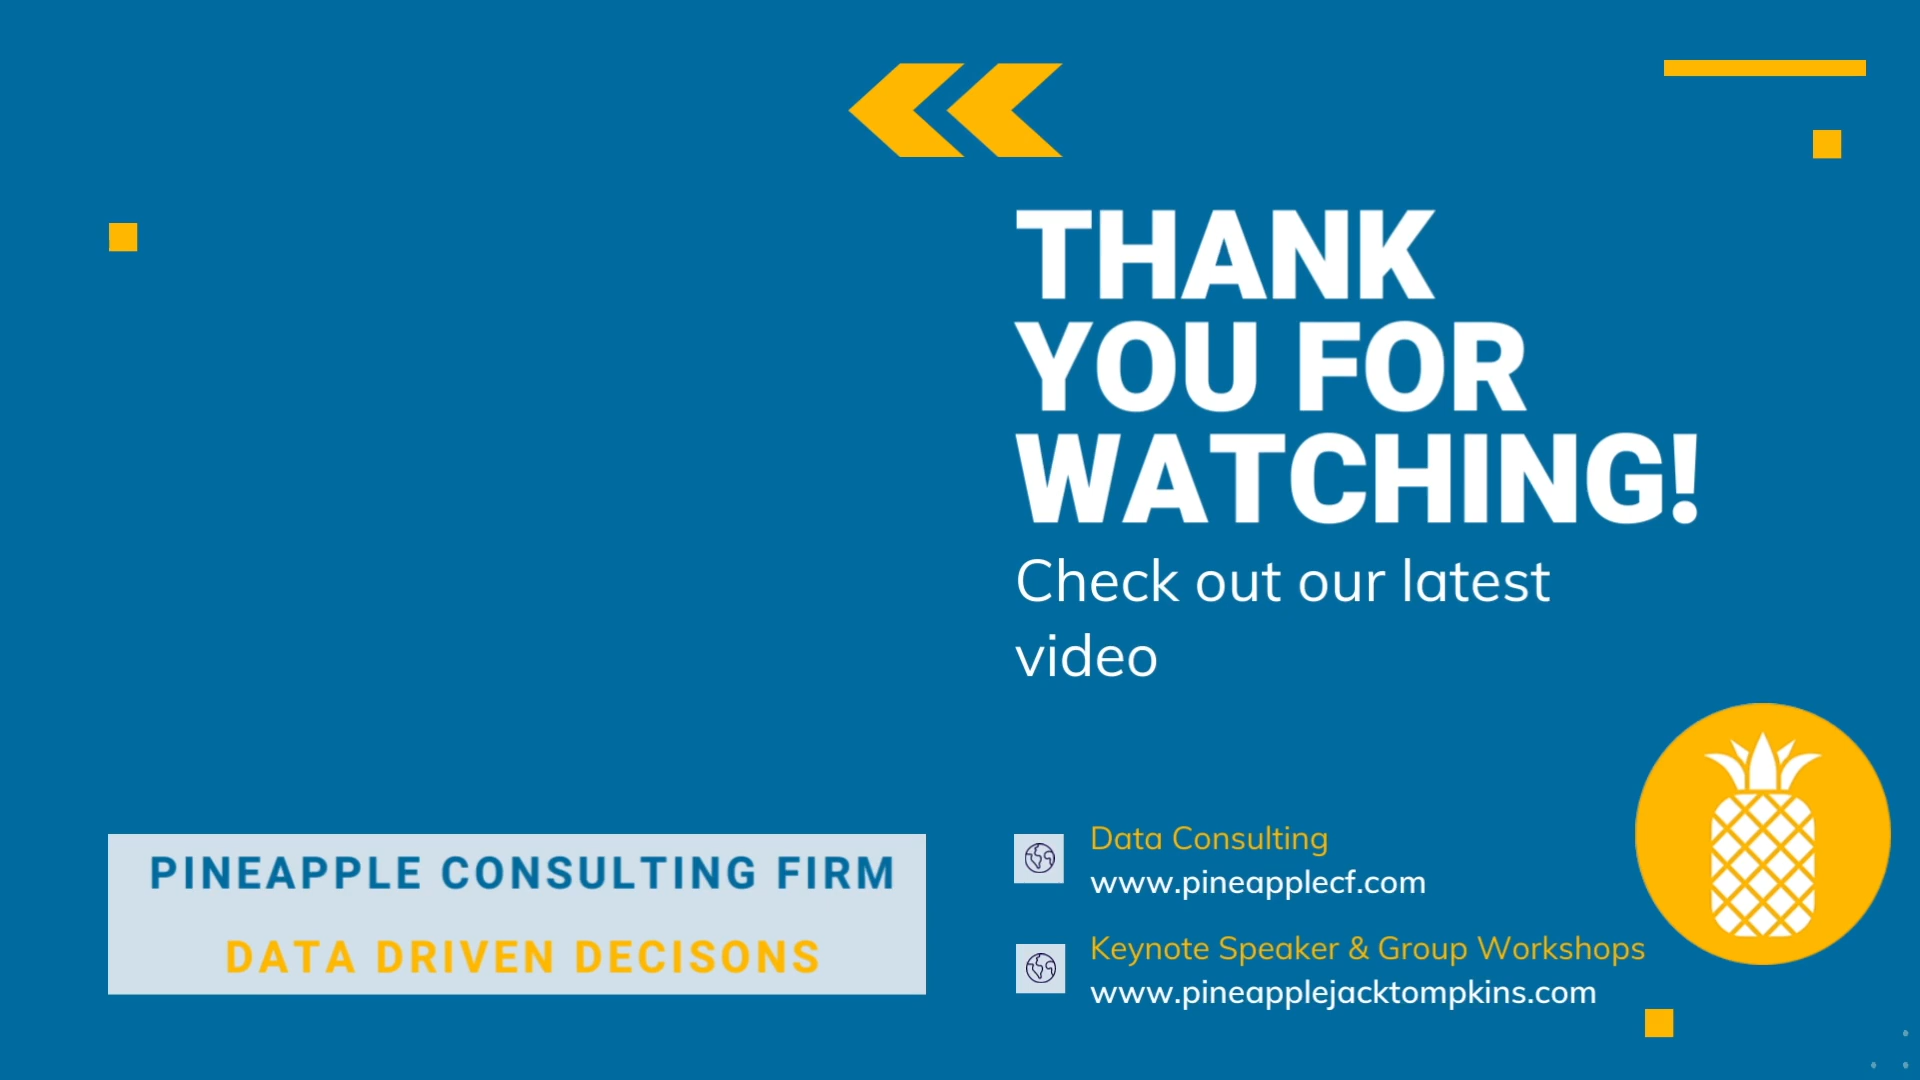 THANK
YOU FOR
WATCHING!
Check out our latest
video
PINEAPPLE CONSULTING FIRM
DATA DRIVEN DECISONS
Data Consulting
www.pineapplecf.com
Keynote Speaker & Group Workshops
www.pineapplejacktompkins.com